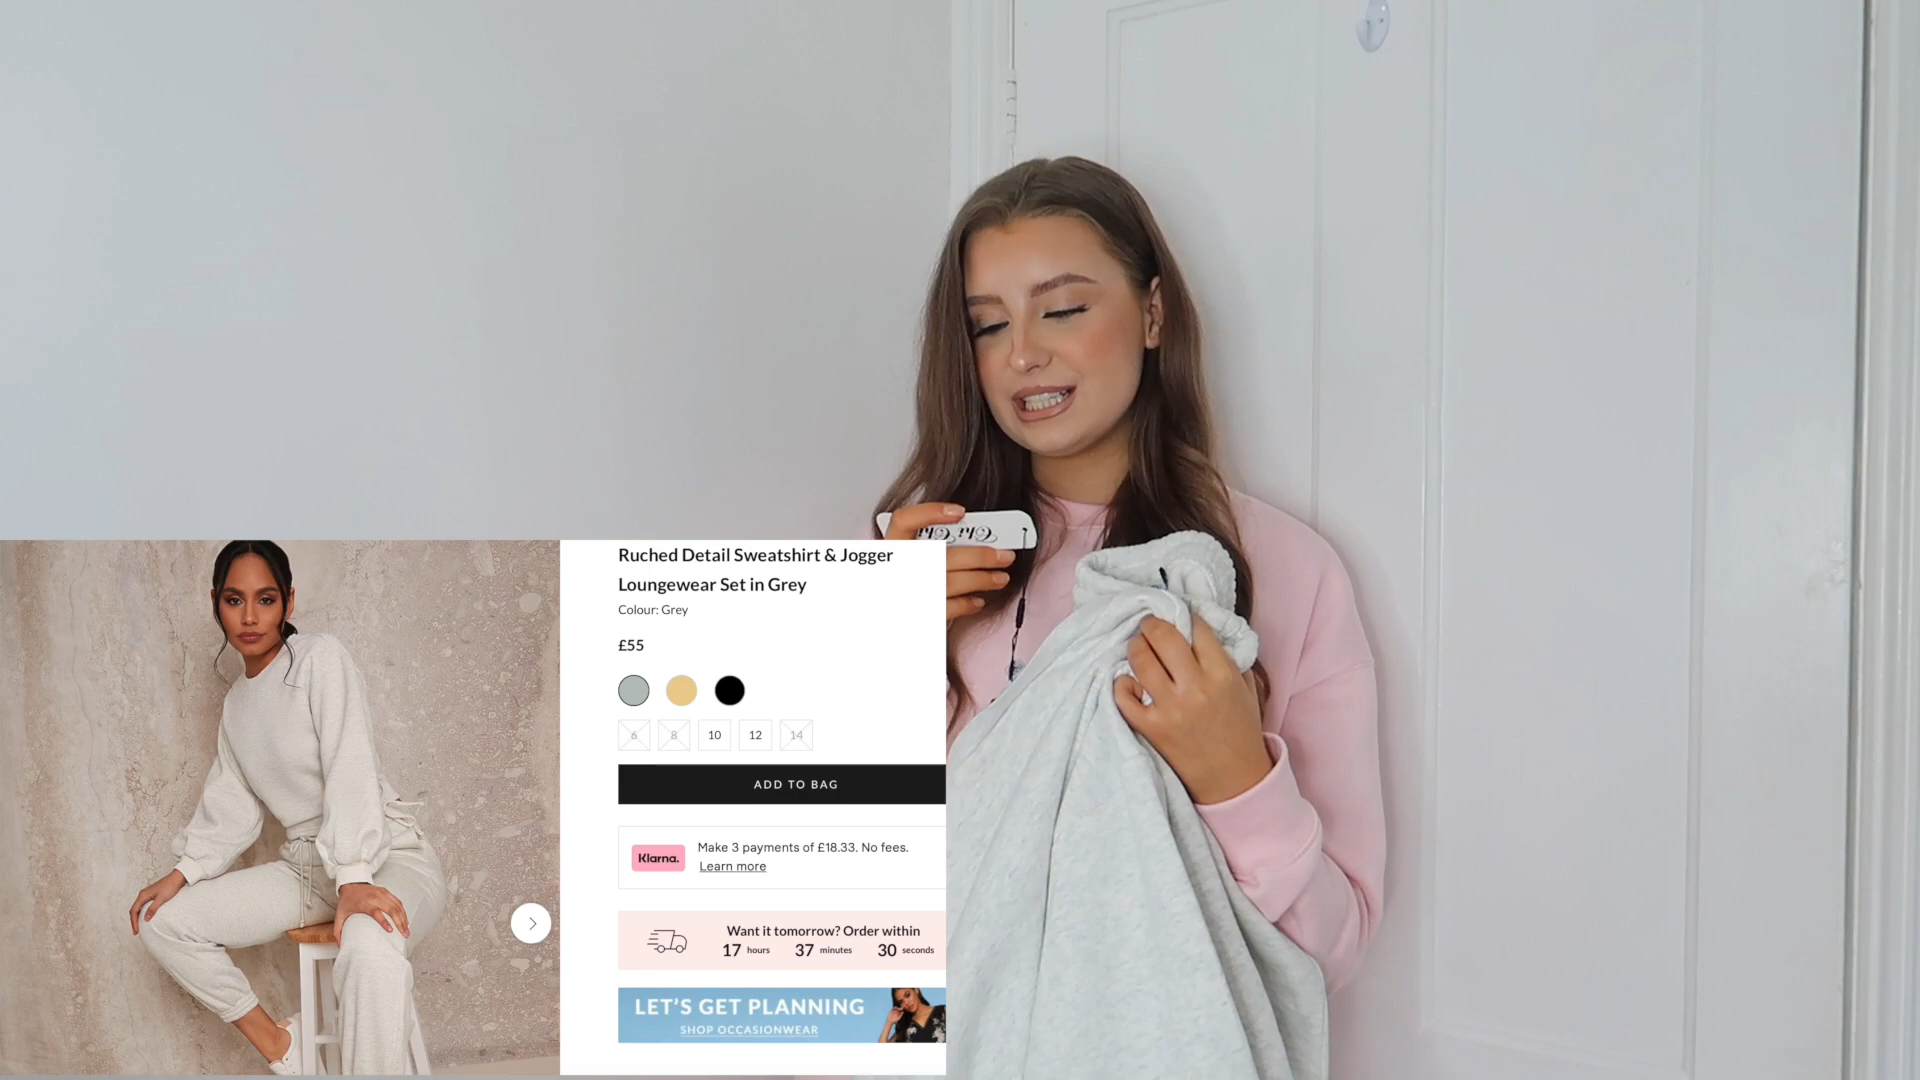 Chi Chi
Ruched Detail Sweatshirt & Jogger
Loungewear Set in Grey
Colour: Grey
£55
6 8 10 12 14
ADD TO BAG
Klarna.
Make 3 payments of £18.33. No fees.
Learn more
Want it tomorrow? Order within
17 hours 37 minutes 30 seconds
LET'S GET PLANNING
SHOP OCCASIONWEAR